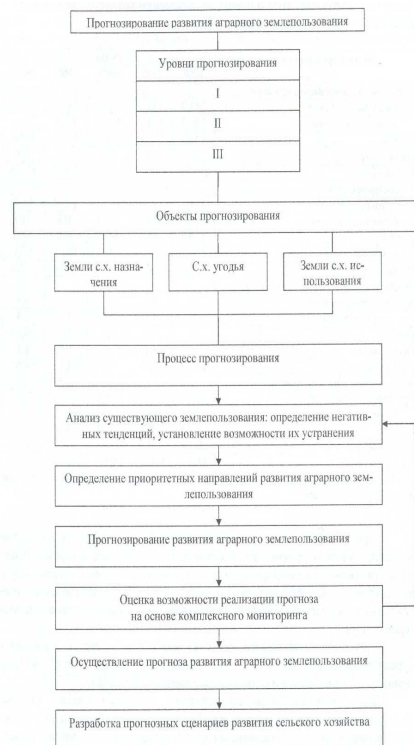 Прогнозирование развития аграрного землепользования
Уровни прогнозирования
I
II
III
Объекты прогнозирования
Земли с.х. назна-
чения
С.х. угодья
Земли с.х. ис-
пользования
Процесс прогнозирования
Анализ существующего землепользования: определение негатив-
ных тенденций, установление возможности их устранения
Определение приоритетных направлений развития аграрного зем-
лепользования
Прогнозирование развития аграрного землепользования
Оценка возможности реализации прогноза
на основе комплексного мониторинга
Осуществление прогноза развития аграрного землепользования
Разработка прогнозных сценариев развития сельского хозяйства